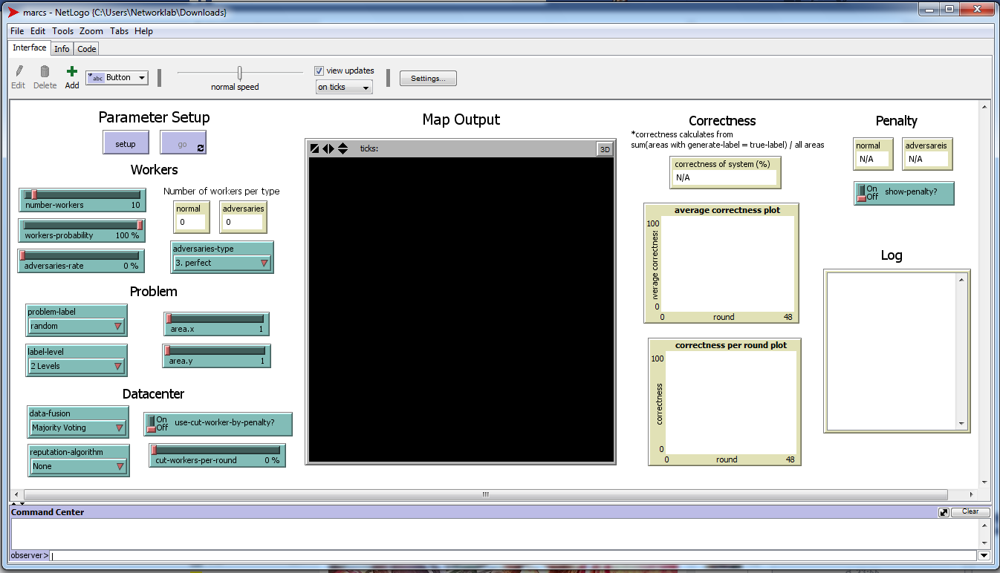 marcs - NetLogo {C:\Users\Networklab\Downloads}
File Edit Tools Zoom Tabs Help
Interface Info Code
Edit Delete Add
abc Button
normal speed
view updates
on ticks
Settings...
Parameter Setup
setup go
Workers
number-workers 10
workers-probability 100 %
adversaries-rate 0 %
Number of workers per type
normal
0
adversaries
0
adversaries-type
3. perfect
Problem
problem-label
random
label-level
2 Levels
area.x 1
area.y 1
Datacenter
data-fusion
Majority Voting
reputation-algorithm
None
On
Off
use-cut-worker-by-penalty?
cut-workers-per-round 0 %
Map Output
ticks:
3D
Correctness
*correctness calculates from
sum(areas with generate-label = true-label) / all areas
correctness of system (%)
N/A
average correctness plot
100
average correctness
0
0 round 48
correctness per round plot
100
correctness
0
0 round 48
Penalty
normal
N/A
adversareis
N/A
On
Off
show-penalty?
Log
Command Center
Clear
observer>